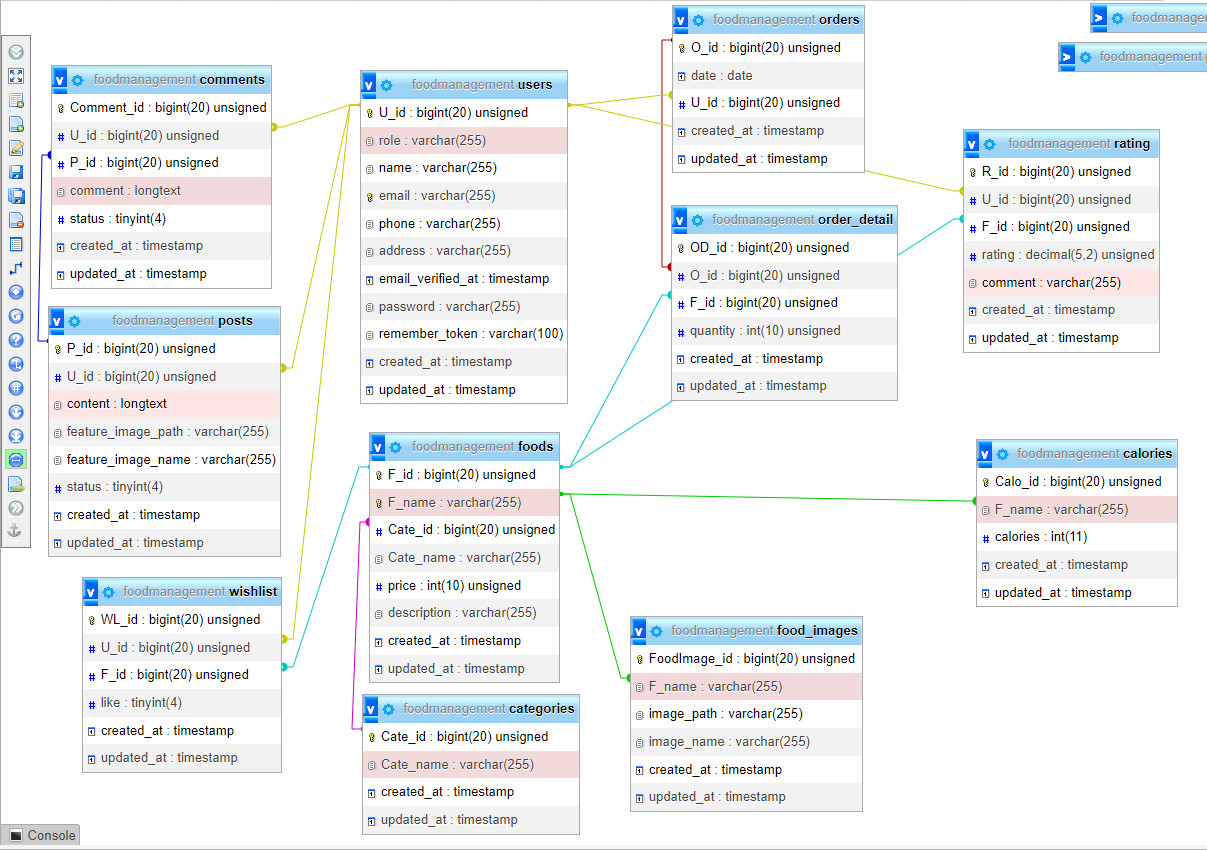 foodmanagement comments
Comment_id : bigint(20) unsigned
U_id : bigint(20) unsigned
P_id : bigint(20) unsigned
comment : longtext
status : tinyint(4)
created_at : timestamp
updated_at : timestamp
foodmanagement posts
P_id : bigint(20) unsigned
U_id : bigint(20) unsigned
content : longtext
feature_image_path : varchar(255)
feature_image_name : varchar(255)
status : tinyint(4)
created_at : timestamp
updated_at : timestamp
foodmanagement wishlist
WL_id : bigint(20) unsigned
U_id : bigint(20) unsigned
F_id : bigint(20) unsigned
like : tinyint(4)
created_at : timestamp
updated_at : timestamp
foodmanagement users
U_id : bigint(20) unsigned
role : varchar(255)
name : varchar(255)
email : varchar(255)
phone : varchar(255)
address : varchar(255)
email_verified_at : timestamp
password : varchar(255)
remember_token : varchar(100)
created_at : timestamp
updated_at : timestamp
foodmanagement foods
F_id : bigint(20) unsigned
F_name : varchar(255)
Cate_id : bigint(20) unsigned
Cate_name : varchar(255)
price : int(10) unsigned
description : varchar(255)
created_at : timestamp
updated_at : timestamp
foodmanagement categories
Cate_id : bigint(20) unsigned
Cate_name : varchar(255)
created_at : timestamp
updated_at : timestamp
foodmanagement orders
O_id : bigint(20) unsigned
date : date
U_id : bigint(20) unsigned
created_at : timestamp
updated_at : timestamp
foodmanagement order_detail
OD_id : bigint(20) unsigned
O_id : bigint(20) unsigned
F_id : bigint(20) unsigned
quantity : int(10) unsigned
created_at : timestamp
updated_at : timestamp
foodmanagement food_images
FoodImage_id : bigint(20) unsigned
F_name : varchar(255)
image_path : varchar(255)
image_name : varchar(255)
created_at : timestamp
updated_at : timestamp
foodmanage
foodmanagement
foodmanagement rating
R_id : bigint(20) unsigned
U_id : bigint(20) unsigned
F_id : bigint(20) unsigned
rating : decimal(5,2) unsigned
comment : varchar(255)
created_at : timestamp
updated_at : timestamp
foodmanagement calories
Calo_id : bigint(20) unsigned
F_name : varchar(255)
calories : int(11)
created_at : timestamp
updated_at : timestamp
Console